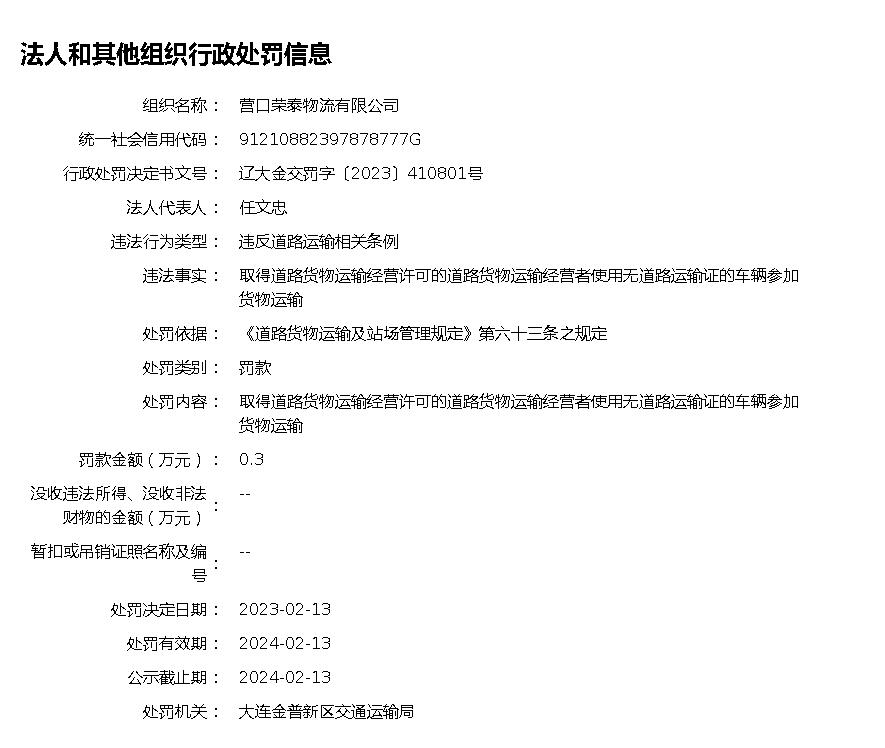 法人和其他组织行政处罚信息
组织名称： 营口荣泰物流有限公司
统一社会信用代码： 91210882397878777G
行政处罚决定书文号： 辽大金交罚字〔2023〕410801号
法人代表人： 任文忠
违法行为类型： 违反道路运输相关条例
违法事实： 取得道路货物运输经营许可的道路货物运输经营者使用无道路运输证的车辆参加
货物运输
处罚依据： 《道路货物运输及站场管理规定》第六十三条之规定
处罚类别： 罚款
处罚内容： 取得道路货物运输经营许可的道路货物运输经营者使用无道路运输证的车辆参加
货物运输
罚款金额（万元）： 0.3
没收违法所得、没收非法
财物的金额（万元）： --
暂扣或吊销证照名称及编
号： --
处罚决定日期： 2023-02-13
处罚有效期： 2024-02-13
公示截止期： 2024-02-13
处罚机关： 大连金普新区交通运输局